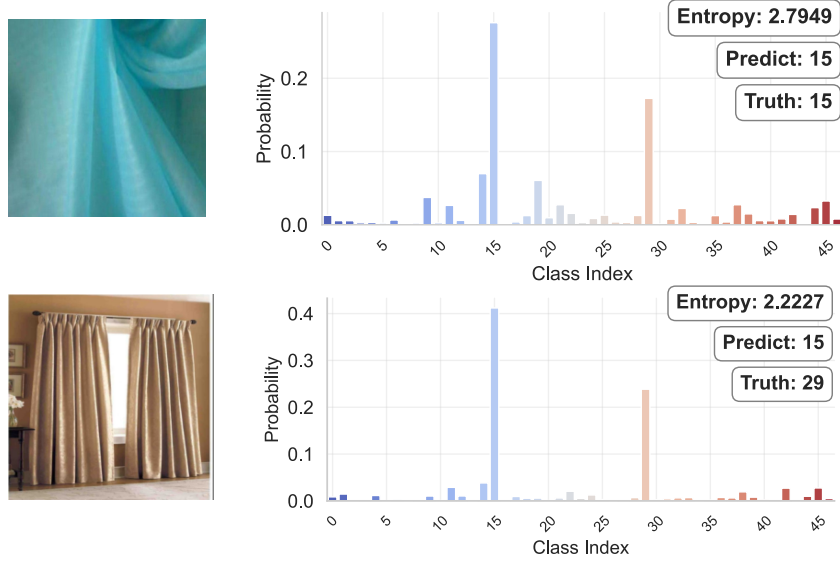 Entropy: 2.7949
Predict: 15
Truth: 15
Probability
0.2
0.1
0.0
0 5 10 15 20 25 30 35 40 45
Class Index
Entropy: 2.2227
Predict: 15
Truth: 29
Probability
0.4
0.3
0.2
0.1
0.0
0 5 10 15 20 25 30 35 40 45
Class Index